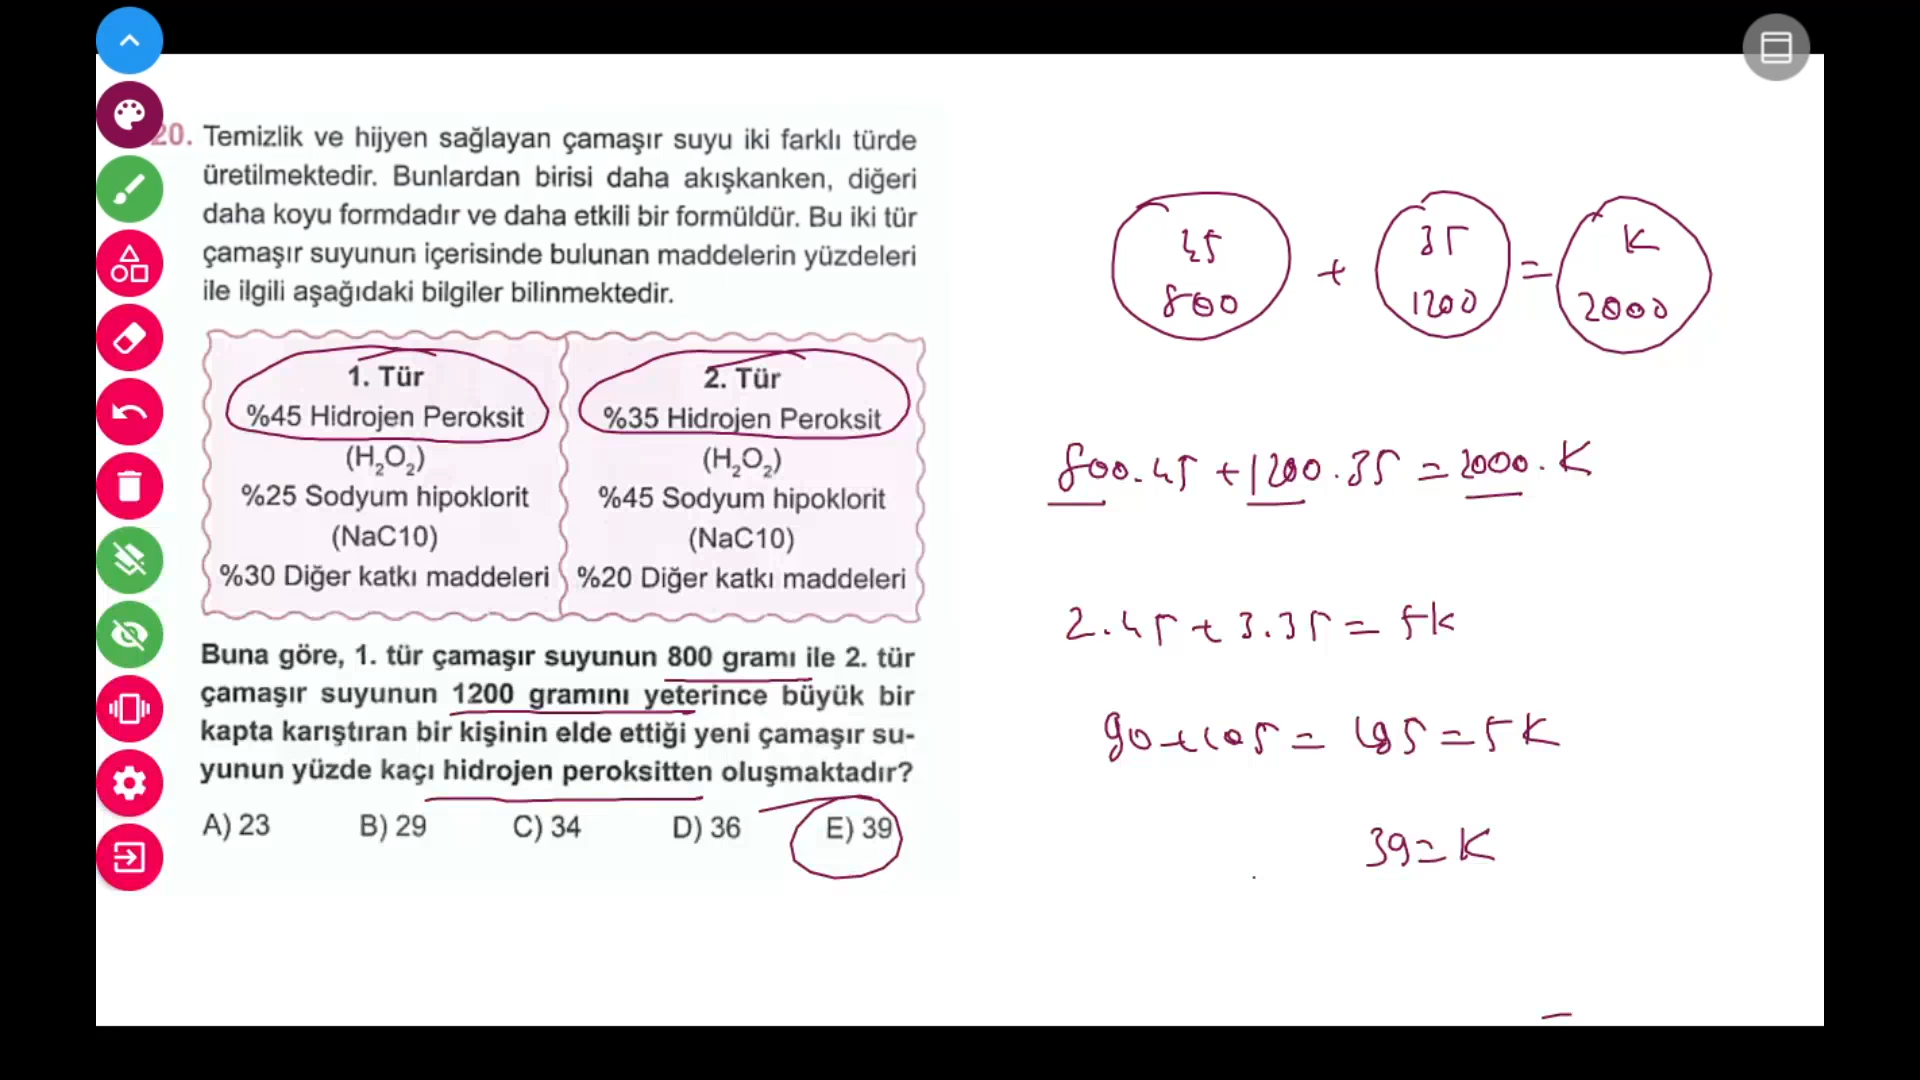 20. Temizlik ve hijyen sağlayan çamaşır suyu iki farklı türde
üretilmektedir. Bunlardan birisi daha akışkanken, diğeri
daha koyu formdadır ve daha etkili bir formüldür. Bu iki tür
çamaşır suyunun içerisinde bulunan maddelerin yüzdeleri
ile ilgili aşağıdaki bilgiler bilinmektedir.
1. Tür
%45 Hidrojen Peroksit
(H₂O₂)
%25 Sodyum hipoklorit
(NaC10)
%30 Diğer katkı maddeleri
2. Tür
%35 Hidrojen Peroksit
(H₂O₂)
%45 Sodyum hipoklorit
(NaC10)
%20 Diğer katkı maddeleri
Buna göre, 1. tür çamaşır suyunun 800 gramı ile 2. tür
çamaşır suyunun 1200 gramını yeterince büyük bir
kapta karıştıran bir kişinin elde ettiği yeni çamaşır su-
yunun yüzde kaçı hidrojen peroksitten oluşmaktadır?
A) 23 B) 29 C) 34 D) 36 E) 39
45 35 K
800 + 1200 = 2000
800.45 + 1200.35 = 2000.K
2.45 + 3.35 = 5K
90 + 105 = 195 = 5K
39 = K